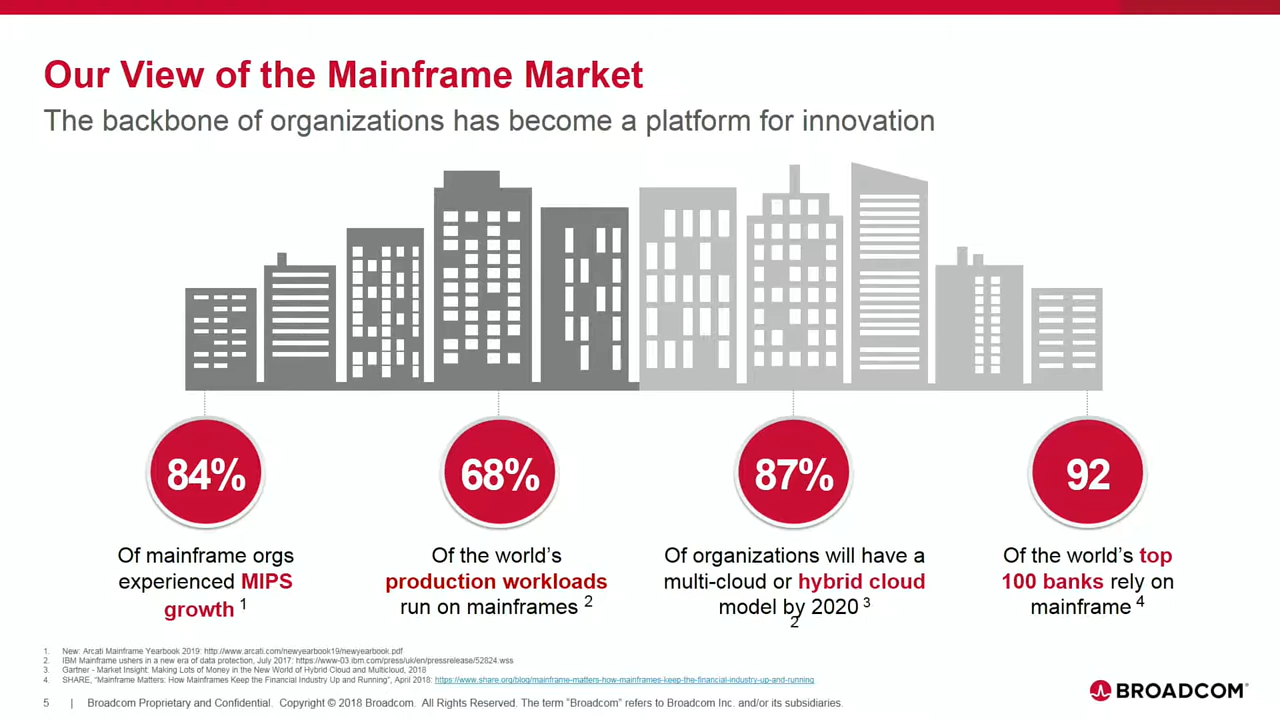 Our View of the Mainframe Market
The backbone of organizations has become a platform for innovation
84%
Of mainframe orgs
experienced MIPS
growth 1
68%
Of the world's
production workloads
run on mainframes 2
87%
Of organizations will have a
multi-cloud or hybrid cloud
model by 2020 3
2
92
Of the world's top
100 banks rely on
mainframe 4
1. New: Arcati Mainframe Yearbook 2019: http://www.arcati.com/newyearbook19/newyearbook.pdf
2. IBM Mainframe ushers in a new era of data protection, July 2017: https://www-03.ibm.com/press/uk/en/pressrelease/52824.wss
3. Gartner - Market Insight: Making Lots of Money in the New World of Hybrid Cloud and Multicloud, 2018
4. SHARE, "Mainframe Matters: How Mainframes Keep the Financial Industry Up and Running", April 2018: https://www.share.org/blog/mainframe-matters-how-mainframes-keep-the-financial-industry-up-and-running
5 | Broadcom Proprietary and Confidential. Copyright © 2018 Broadcom. All Rights Reserved. The term "Broadcom" refers to Broadcom Inc. and/or its subsidiaries.
BROADCOM®